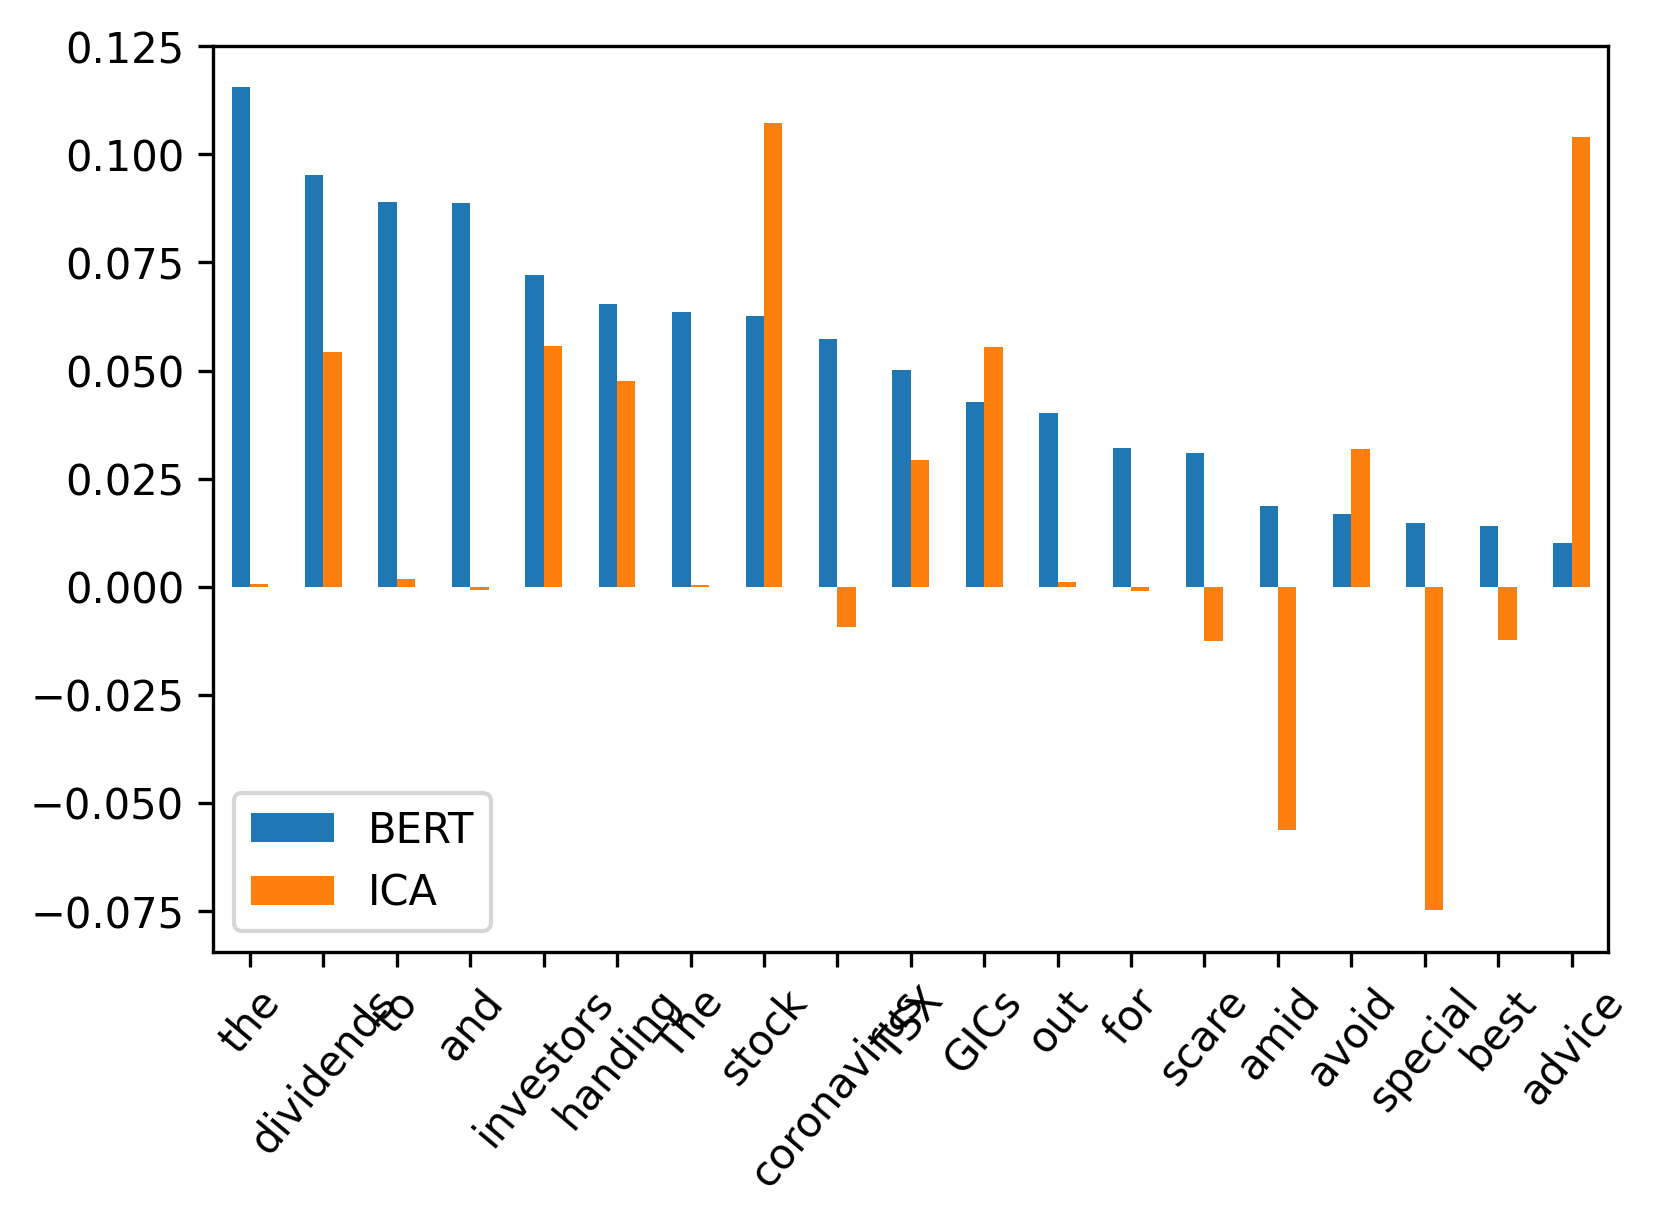 0.125
0.100
0.075
0.050
0.025
0.000
−0.025
−0.050
−0.075
BERT
ICA
the
dividends
to
and
investors
handing
The
stock
coronavirus
TSX
GICs
out
for
scare
amid
avoid
special
best
advice